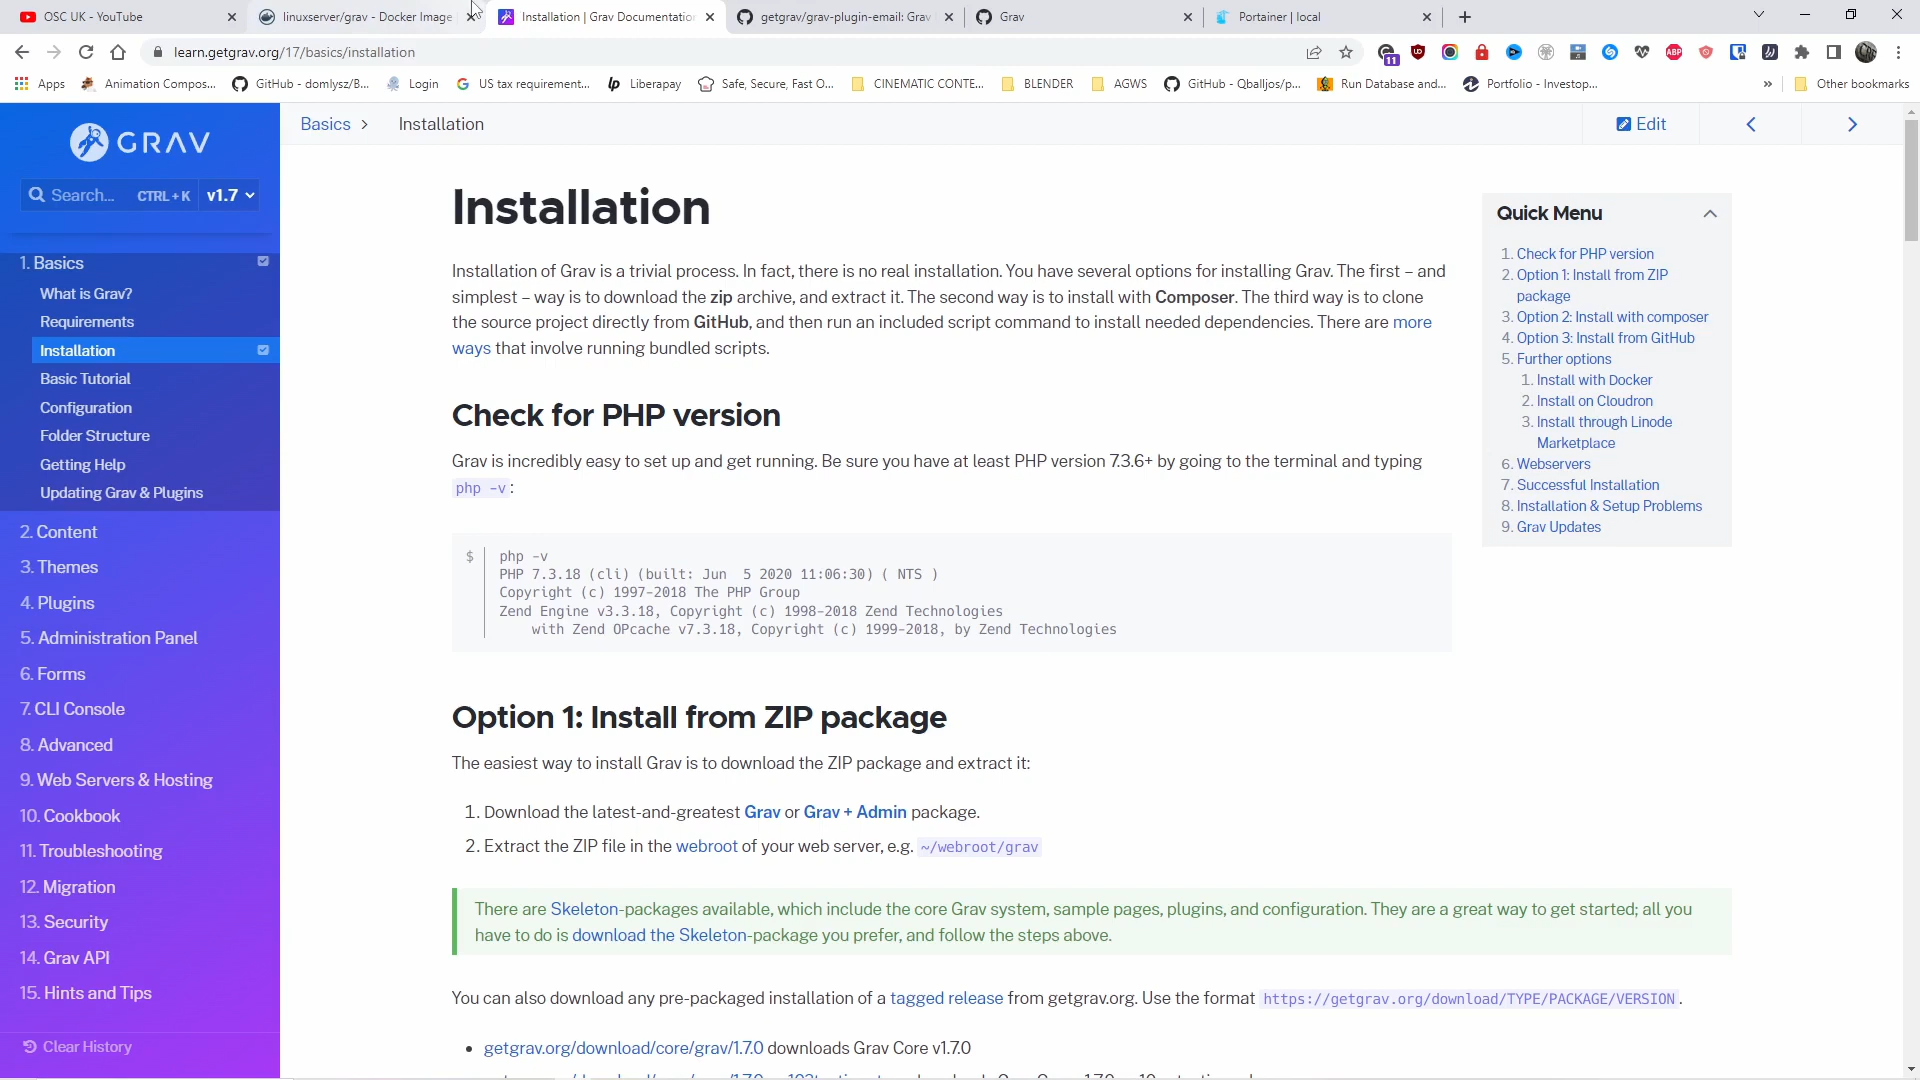 OSC UK - YouTube
linuxserver/grav - Docker Image
Installation | Grav Documentation
getgrav/grav-plugin-email: Grav
Grav
Portainer | local
learn.getgrav.org/17/basics/installation
11
ABP
Apps
Animation Compos...
GitHub - domlysz/B...
Login
US tax requirement...
Liberapay
Safe, Secure, Fast O...
CINEMATIC CONTE...
BLENDER
AGWS
GitHub - Qballjos/p...
Run Database and...
Portfolio - Investop...
»
Other bookmarks
GRAV
Search... CTRL+K v1.7
1. Basics
What is Grav?
Requirements
Installation
Basic Tutorial
Configuration
Folder Structure
Getting Help
Updating Grav & Plugins
2. Content
3. Themes
4. Plugins
5. Administration Panel
6. Forms
7. CLI Console
8. Advanced
9. Web Servers & Hosting
10. Cookbook
11. Troubleshooting
12. Migration
13. Security
14. Grav API
15. Hints and Tips
Clear History
Basics > Installation
Edit
Installation
Installation of Grav is a trivial process. In fact, there is no real installation. You have several options for installing Grav. The first – and
simplest – way is to download the zip archive, and extract it. The second way is to install with Composer. The third way is to clone
the source project directly from GitHub, and then run an included script command to install needed dependencies. There are more
ways that involve running bundled scripts.
Check for PHP version
Grav is incredibly easy to set up and get running. Be sure you have at least PHP version 7.3.6+ by going to the terminal and typing
php -v:
$ php -v
PHP 7.3.18 (cli) (built: Jun  5 2020 11:06:30) ( NTS )
Copyright (c) 1997-2018 The PHP Group
Zend Engine v3.3.18, Copyright (c) 1998-2018 Zend Technologies
with Zend OPcache v7.3.18, Copyright (c) 1999-2018, by Zend Technologies
Option 1: Install from ZIP package
The easiest way to install Grav is to download the ZIP package and extract it:
1. Download the latest-and-greatest Grav or Grav + Admin package.
2. Extract the ZIP file in the webroot of your web server, e.g. ~/webroot/grav
There are Skeleton-packages available, which include the core Grav system, sample pages, plugins, and configuration. They are a great way to get started; all you
have to do is download the Skeleton-package you prefer, and follow the steps above.
You can also download any pre-packaged installation of a tagged release from getgrav.org. Use the format https://getgrav.org/download/TYPE/PACKAGE/VERSION.
• getgrav.org/download/core/grav/1.7.0 downloads Grav Core v1.7.0
Quick Menu
1. Check for PHP version
2. Option 1: Install from ZIP
package
3. Option 2: Install with composer
4. Option 3: Install from GitHub
5. Further options
1. Install with Docker
2. Install on Cloudron
3. Install through Linode
Marketplace
6. Webservers
7. Successful Installation
8. Installation & Setup Problems
9. Grav Updates